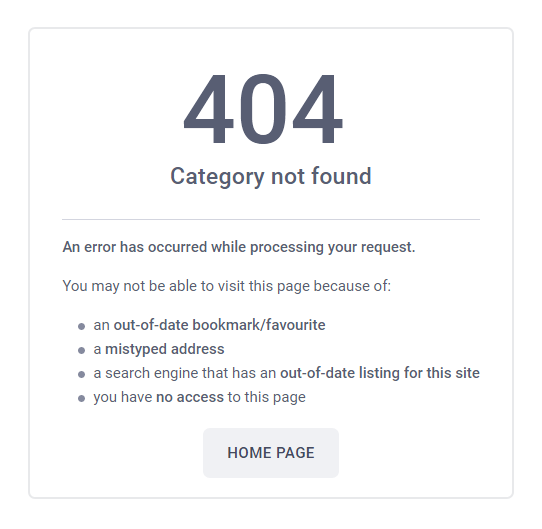 404
Category not found
An error has occurred while processing your request.
You may not be able to visit this page because of:
an out-of-date bookmark/favourite
a mistyped address
a search engine that has an out-of-date listing for this site
you have no access to this page
HOME PAGE